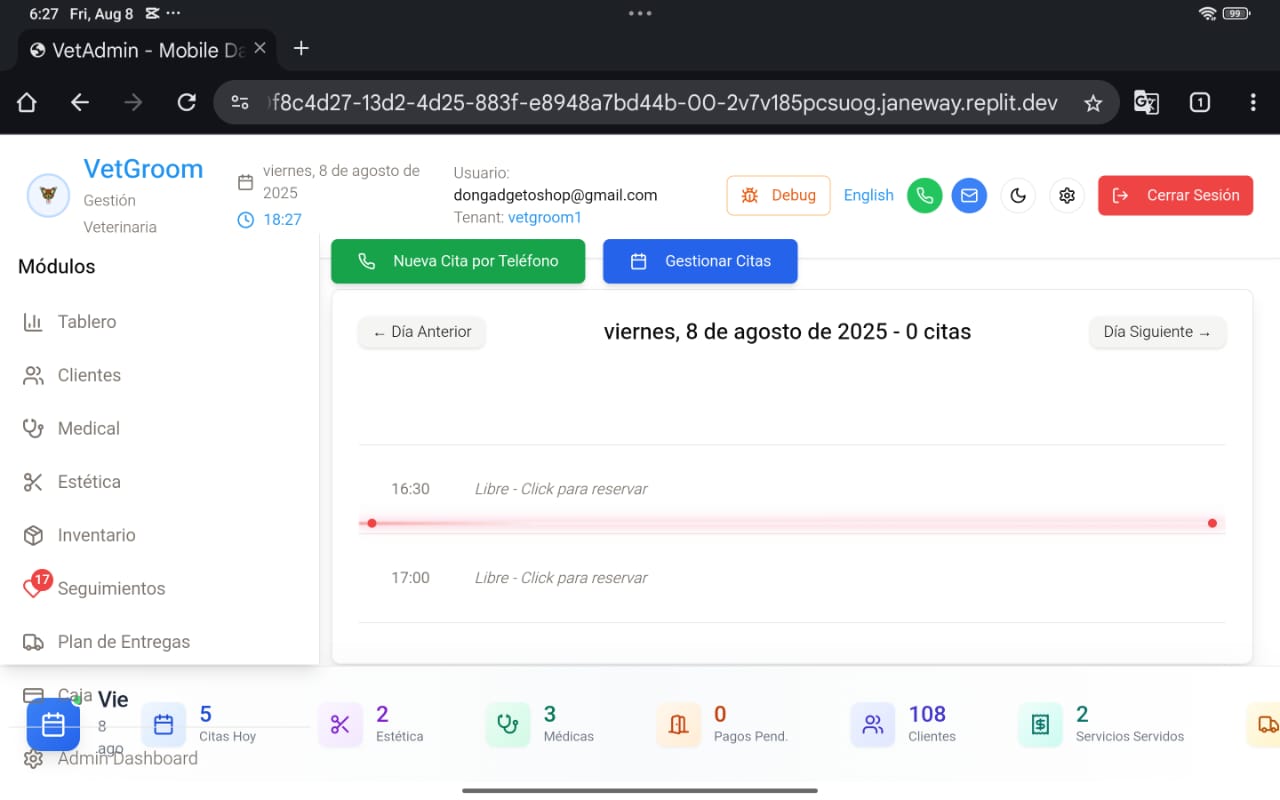 6:27 Fri, Aug 8
99
VetAdmin - Mobile Da
f8c4d27-13d2-4d25-883f-e8948a7bd44b-00-2v7v185pcsuog.janeway.replit.dev
1
VetGroom
Gestión
Veterinaria
viernes, 8 de agosto de
2025
18:27
Usuario:
dongadgetoshop@gmail.com
Tenant: vetgroom1
Debug
English
Cerrar Sesión
Módulos
Tablero
Clientes
Medical
Estética
Inventario
17
Seguimientos
Plan de Entregas
Caja
Admin Dashboard
Nueva Cita por Teléfono
Gestionar Citas
← Día Anterior
viernes, 8 de agosto de 2025 - 0 citas
Día Siguiente →
16:30 Libre - Click para reservar
17:00 Libre - Click para reservar
Vie
8
ago
5
Citas Hoy
2
Estética
3
Médicas
0
Pagos Pend.
108
Clientes
2
Servicios Servidos